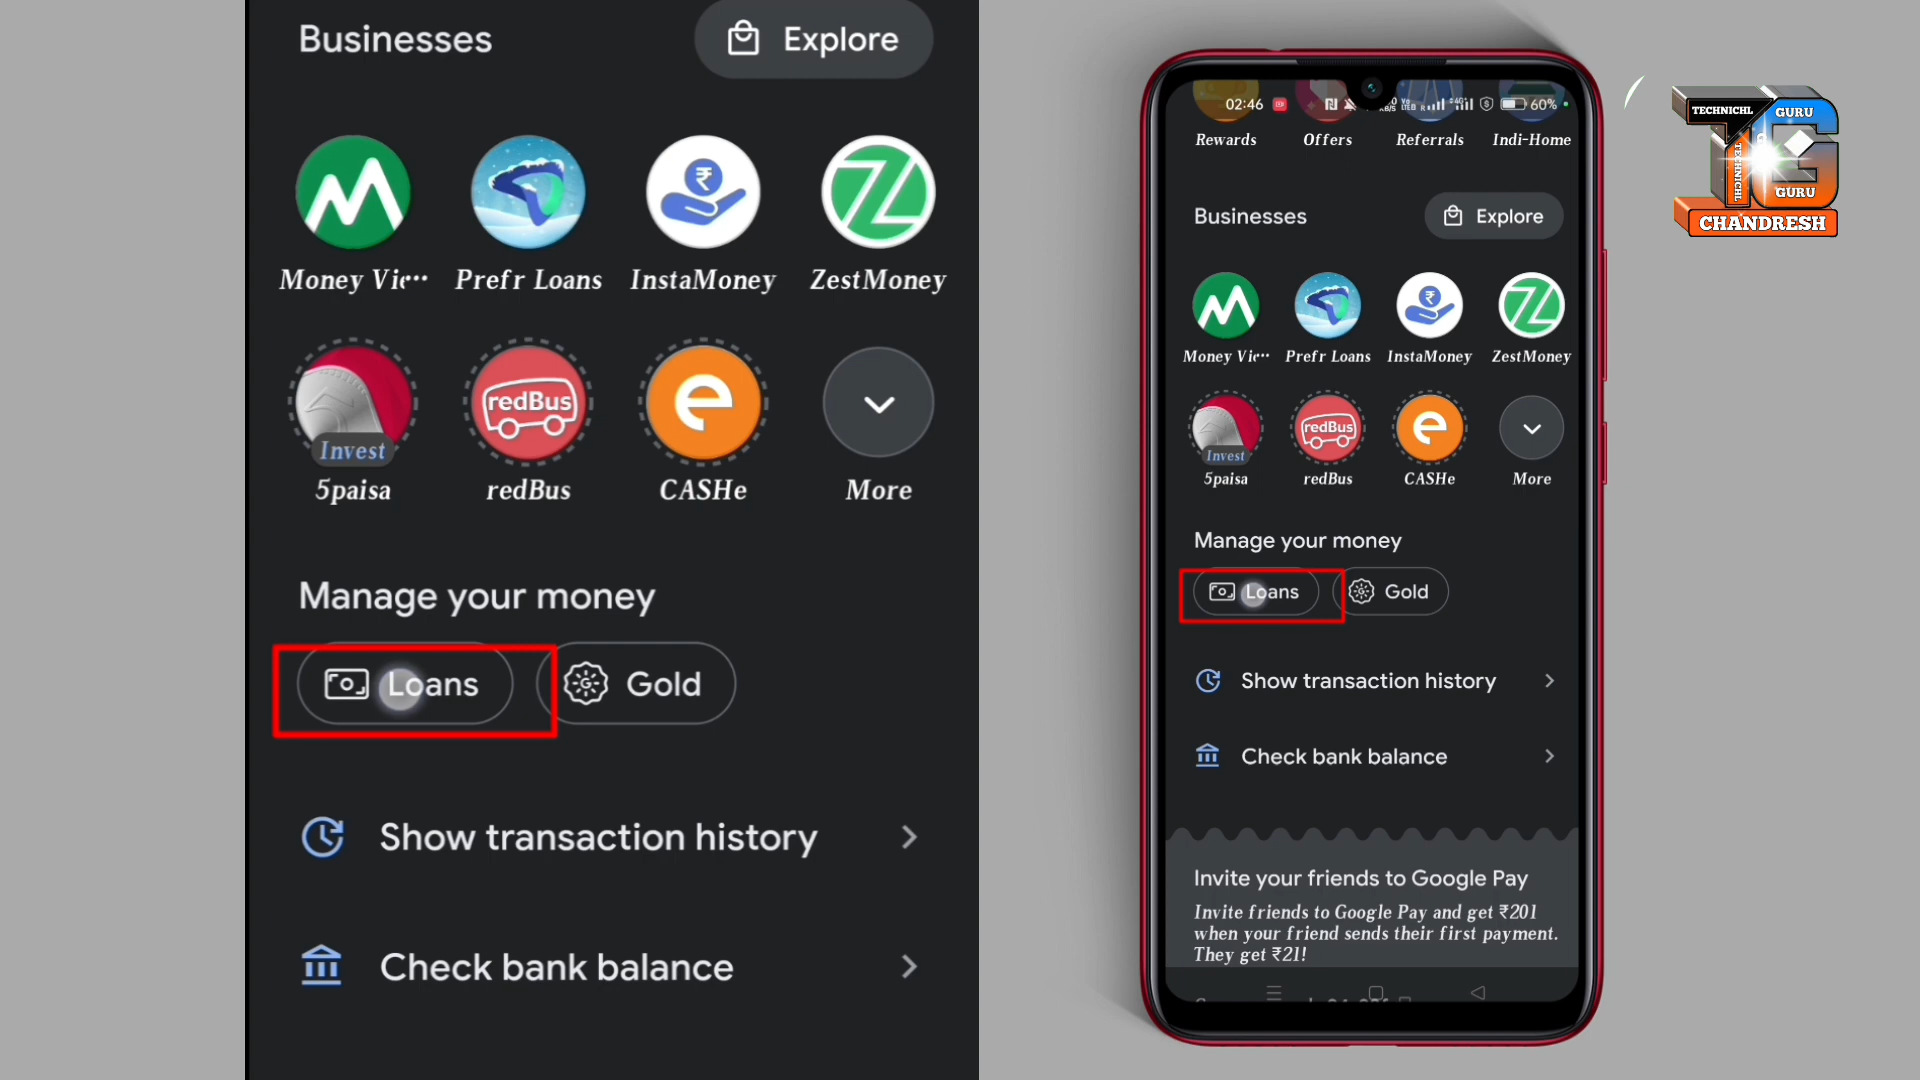 Businesses
Explore
Money Vie···
Prefr Loans
InstaMoney
ZestMoney
Invest
redBus
5paisa
redBus
CASHe
More
Manage your money
Loans
Gold
Show transaction history
Check bank balance
02:46
60%
Rewards
Offers
Referrals
Indi-Home
Businesses
Explore
Money Vie···
Prefr Loans
InstaMoney
ZestMoney
Invest
redBus
5paisa
redBus
CASHe
More
Manage your money
Loans
Gold
Show transaction history
Check bank balance
Invite your friends to Google Pay
Invite friends to Google Pay and get ₹201
when your friend sends their first payment.
They get ₹21!
TECHNICHL
GURU
TECHNICHL
GURU
CHANDRESH